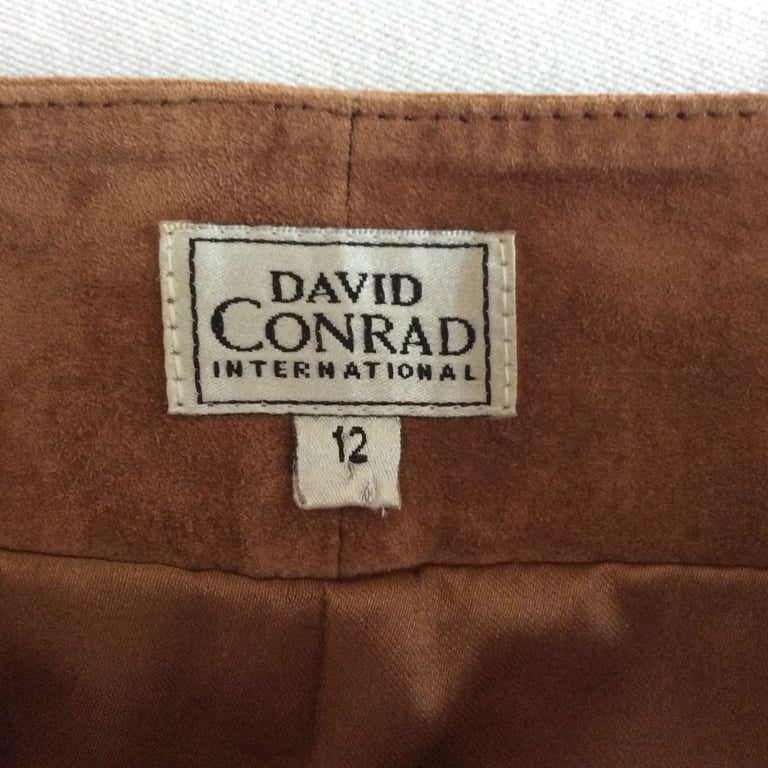 DAVID
CONRAD
INTERNATIONAL
12